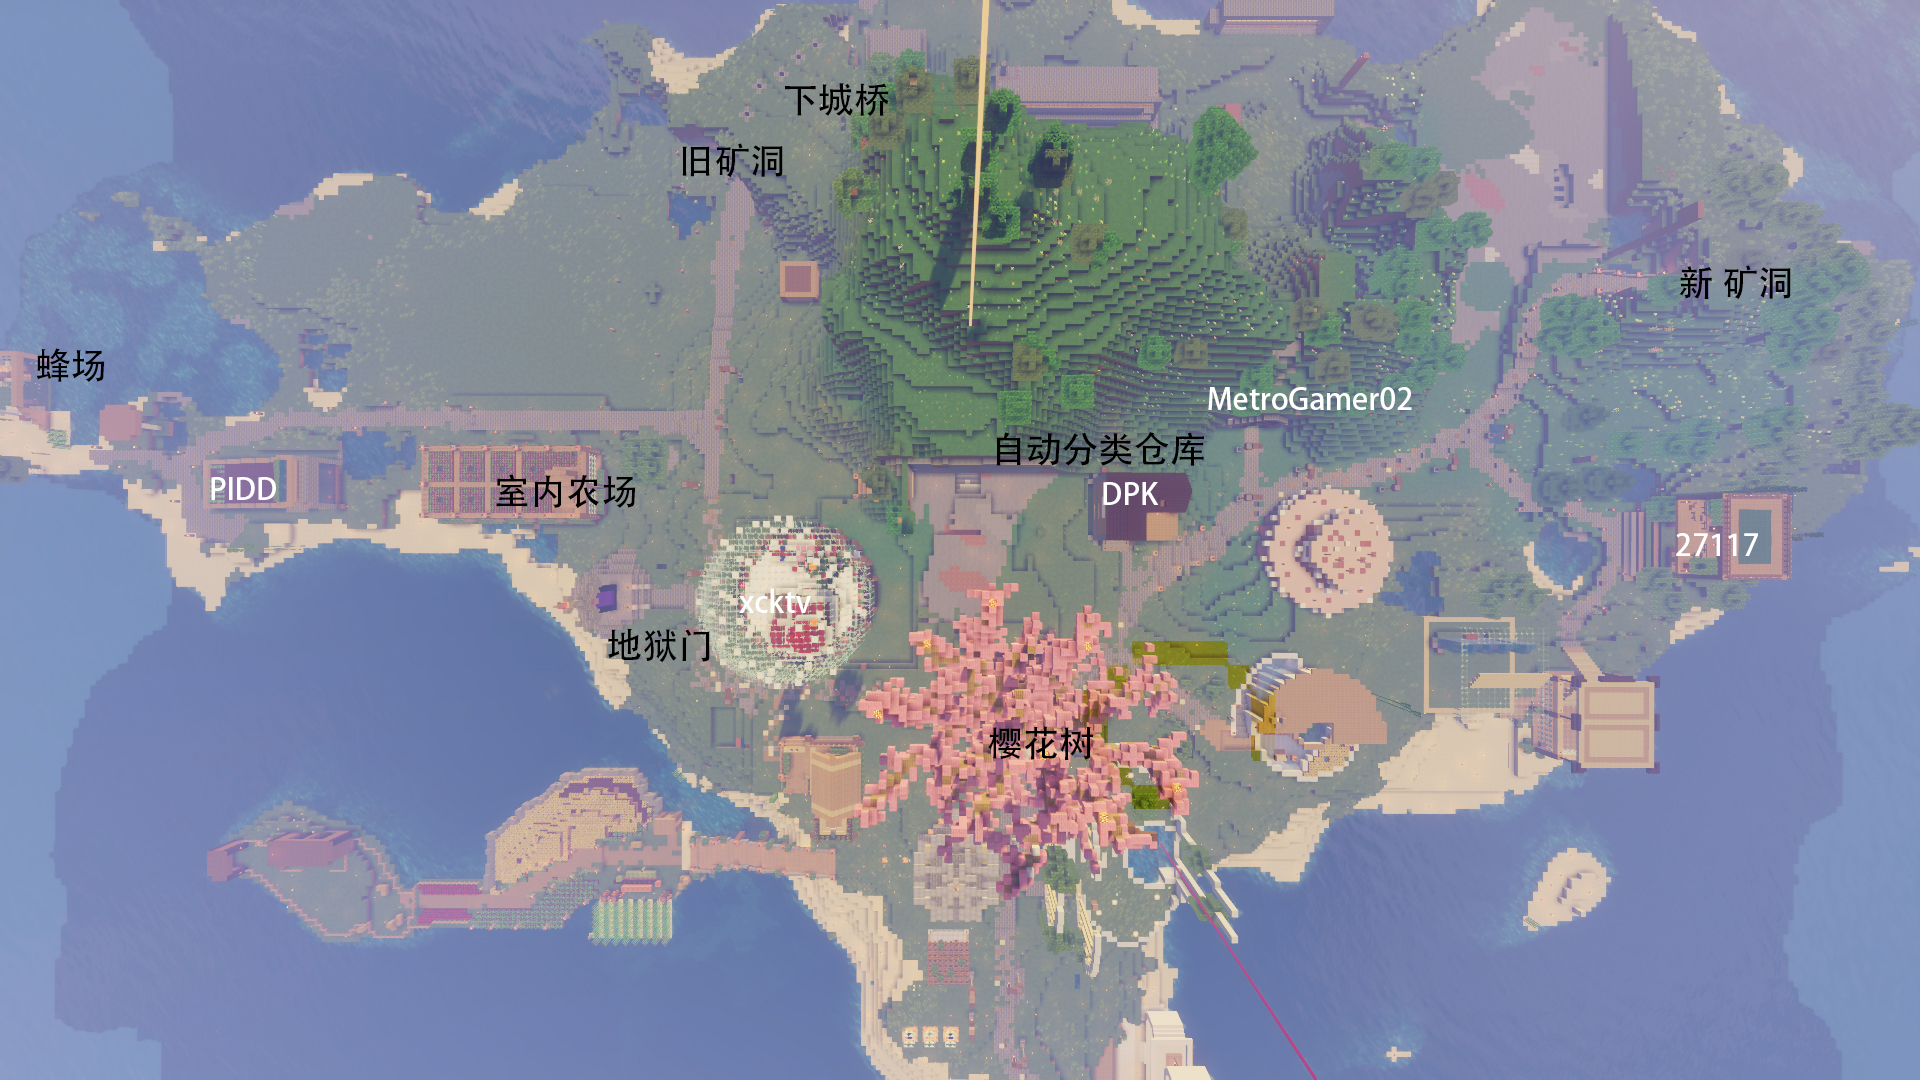 下城桥
旧矿洞
新 矿洞
蜂场
MetroGamer02
自动分类仓库
PIDD
室内农场
DPK
27117
xcktv
地狱门
樱花树